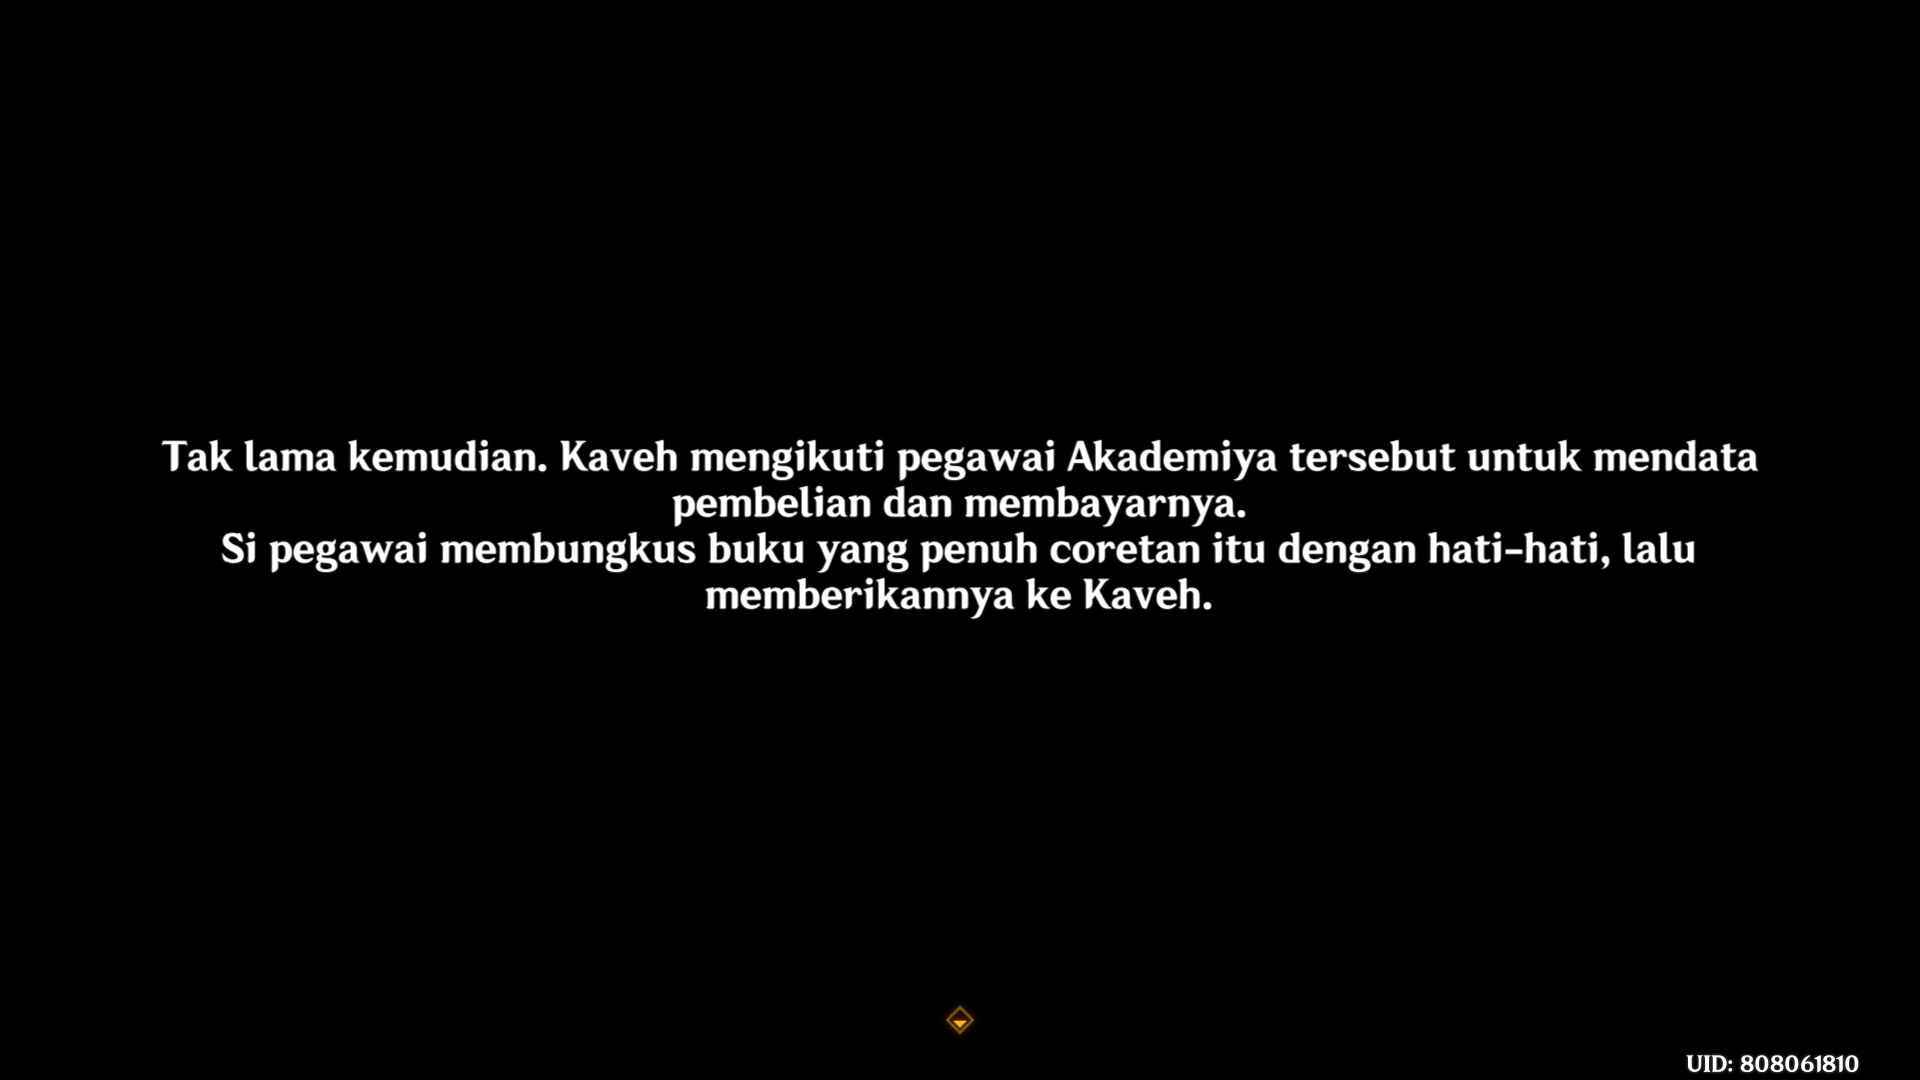 Tak lama kemudian. Kaveh mengikuti pegawai Akademiya tersebut untuk mendata
pembelian dan membayarnya.
Si pegawai membungkus buku yang penuh coretan itu dengan hati-hati, lalu
memberikannya ke Kaveh.
UID: 808061810